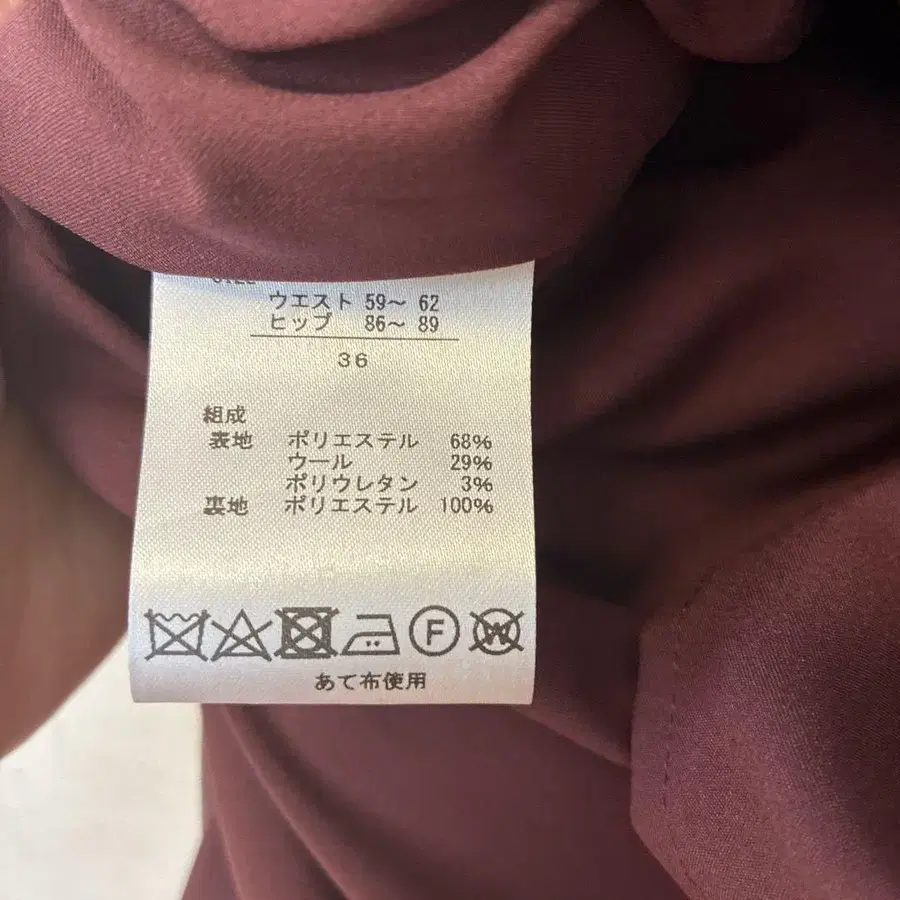 ウエスト 59〜 62
ヒップ 86〜 89
36
組成
表地 ポリエステル 68%
ウール 29%
ポリウレタン 3%
裏地 ポリエステル 100%
F W
あて布使用